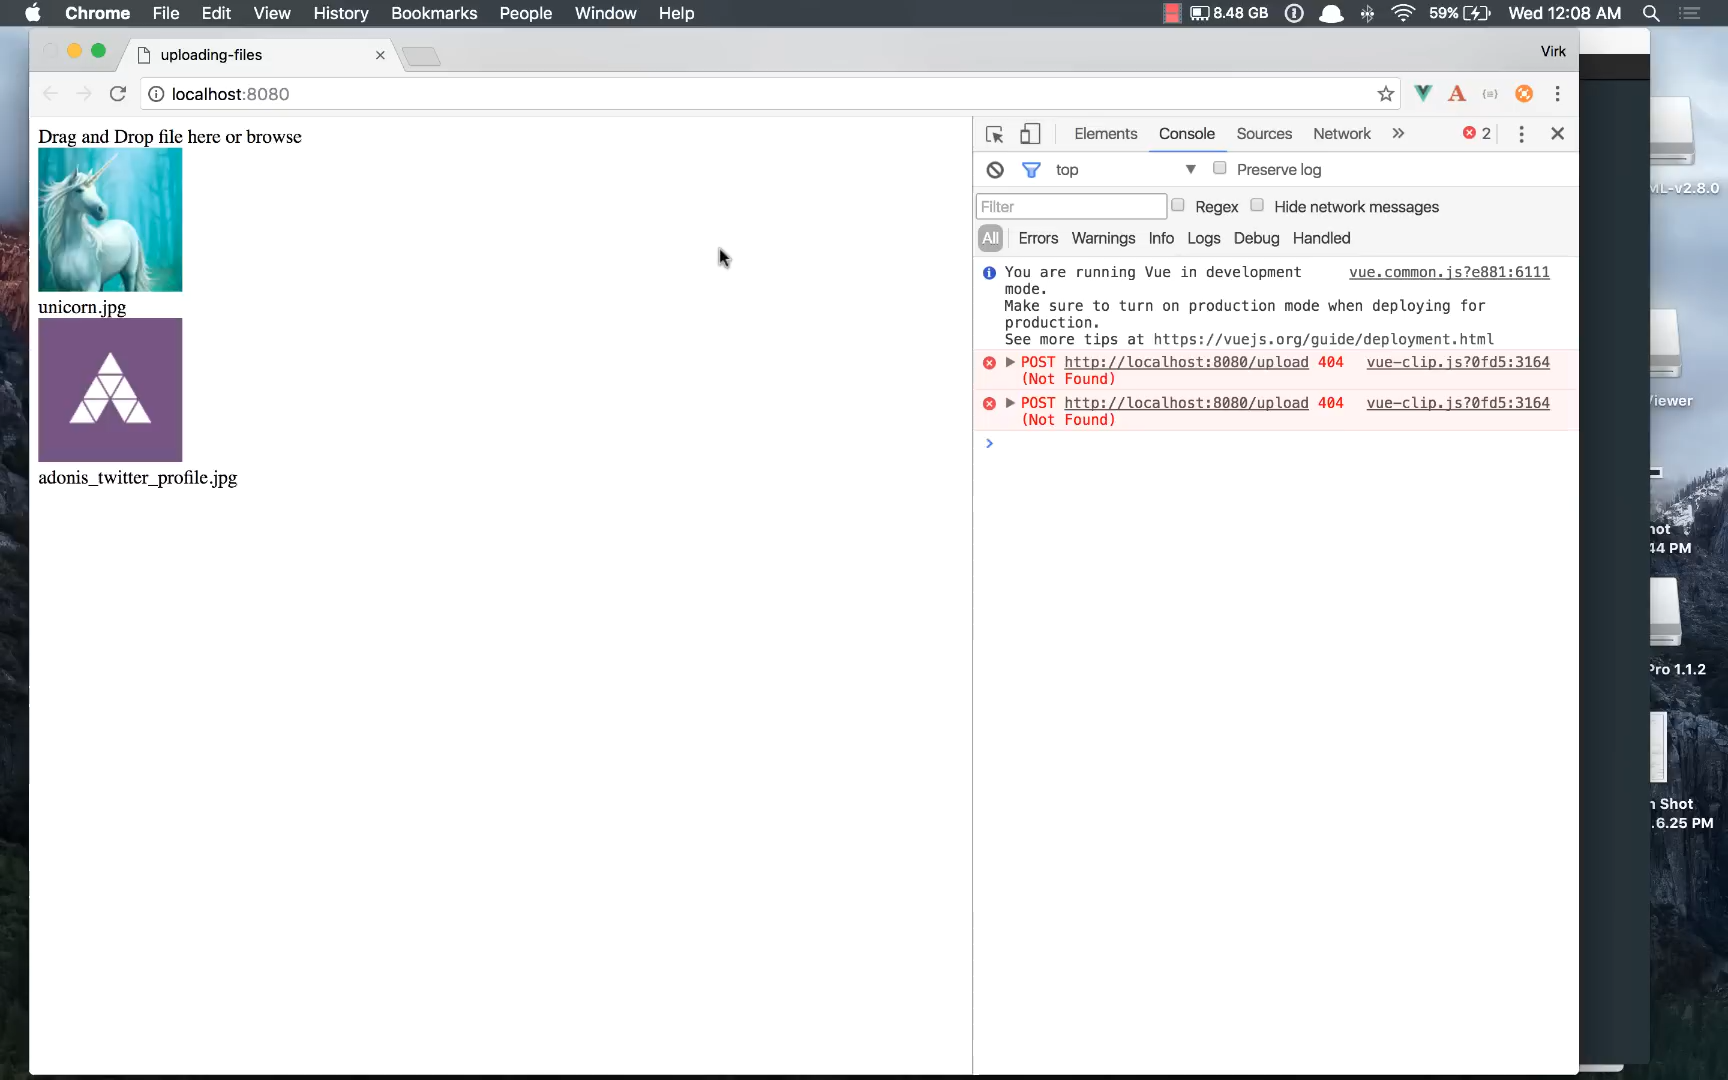 Chrome File Edit View History Bookmarks People Window Help 8.48 GB 59% Wed 12:08 AM
uploading-files
Virk
localhost:8080
Drag and Drop file here or browse
unicorn.jpg
adonis_twitter_profile.jpg
Elements Console Sources Network 2
top Preserve log
Filter Regex Hide network messages
All Errors Warnings Info Logs Debug Handled
You are running Vue in development vue.common.js?e881:6111
mode.
Make sure to turn on production mode when deploying for
production.
See more tips at https://vuejs.org/guide/deployment.html
POST http://localhost:8080/upload 404 vue-clip.js?0fd5:3164
(Not Found)
POST http://localhost:8080/upload 404 vue-clip.js?0fd5:3164
(Not Found)
ML-v2.8.0
44 PM
Pro 1.1.2
n Shot
.6.25 PM